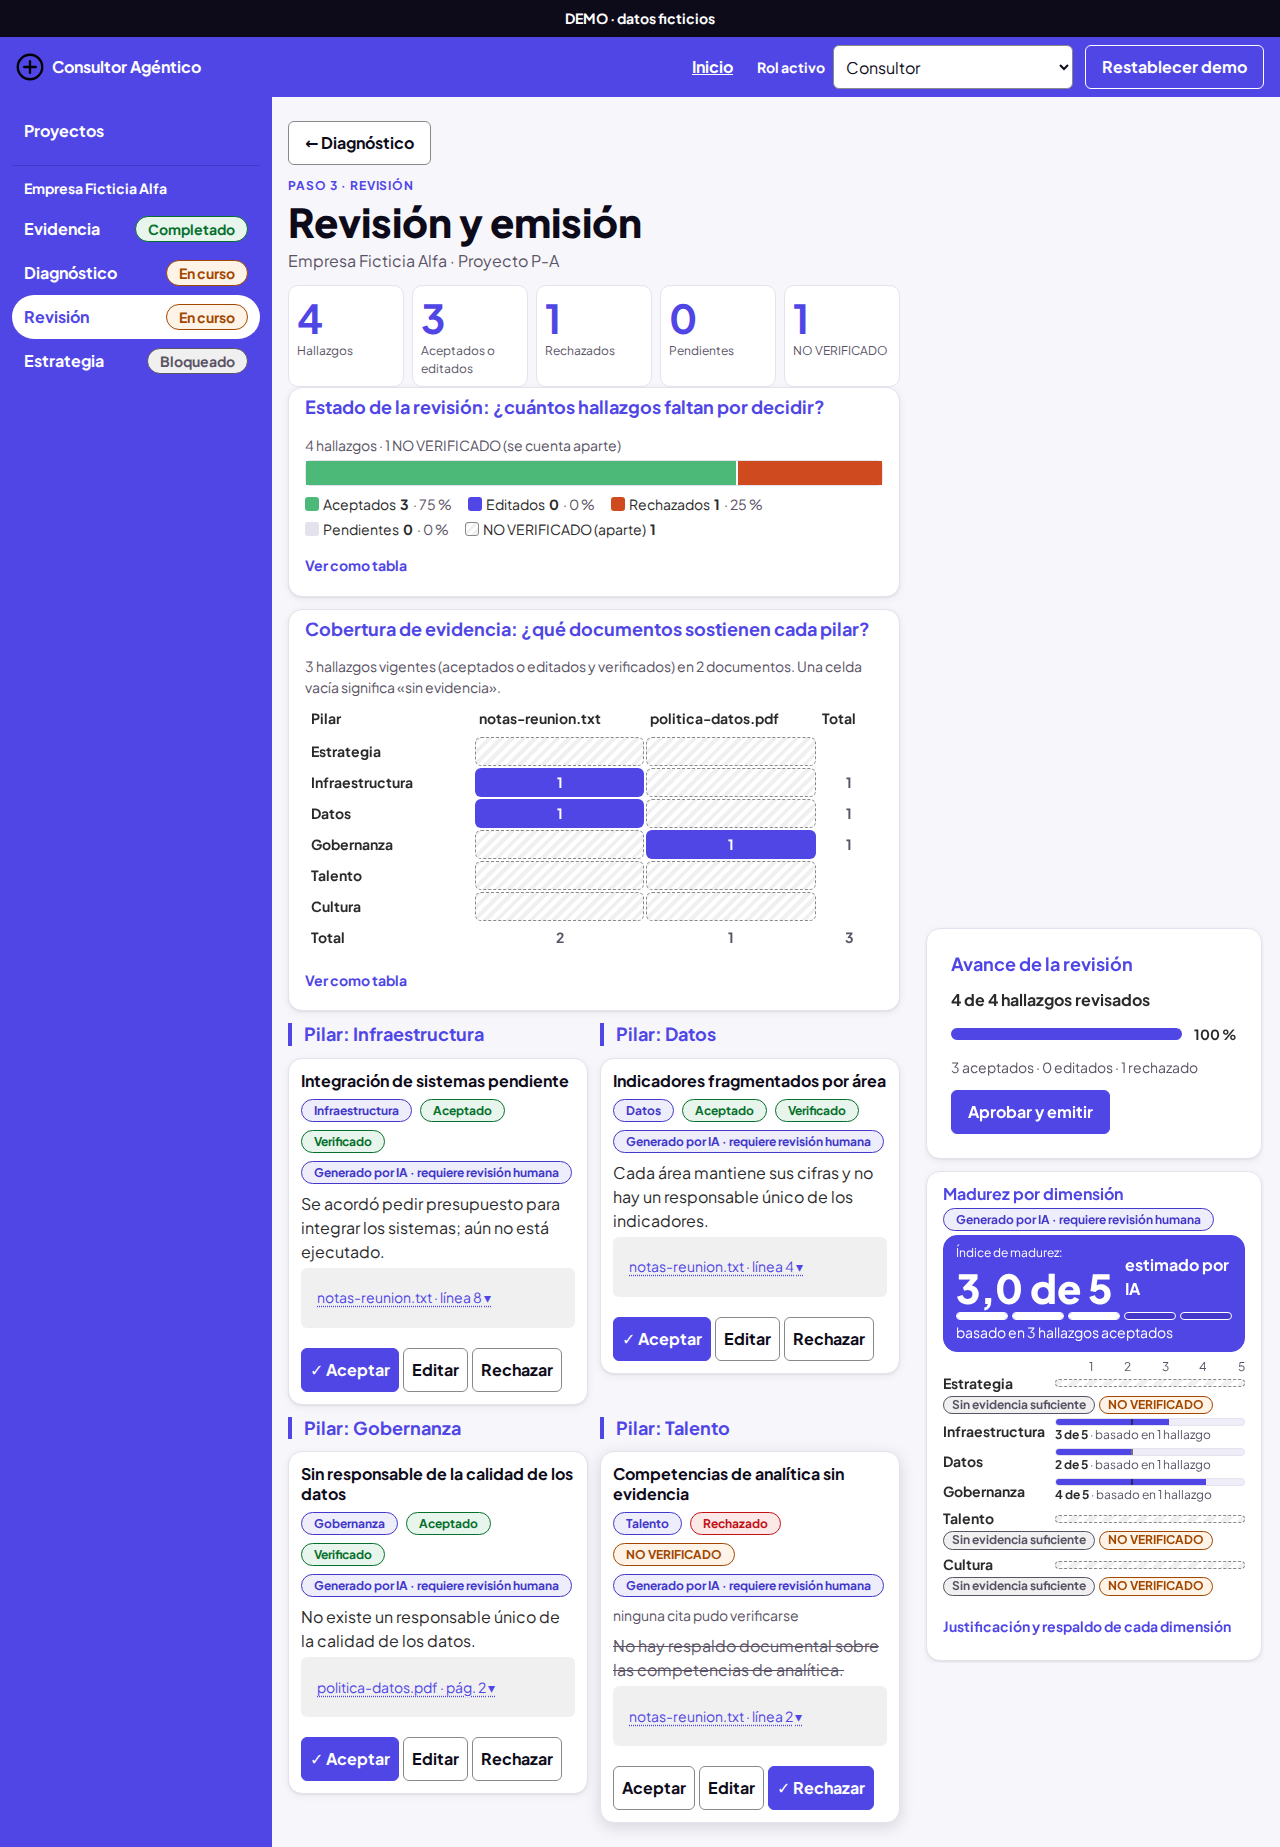 DEMO · datos ficticios
Consultor Agéntico
Inicio
Rol activo
Consultor
Restablecer demo
Proyectos
Empresa Ficticia Alfa
Evidencia
Completado
Diagnóstico
En curso
Revisión
En curso
Estrategia
Bloqueado
← Diagnóstico
PASO 3 · REVISIÓN
Revisión y emisión
Empresa Ficticia Alfa · Proyecto P-A
4
Hallazgos
3
Aceptados o
editados
1
Rechazados
0
Pendientes
1
NO VERIFICADO
Estado de la revisión: ¿cuántos hallazgos faltan por decidir?
4 hallazgos · 1 NO VERIFICADO (se cuenta aparte)
Aceptados 3 · 75 % Editados 0 · 0 % Rechazados 1 · 25 %
Pendientes 0 · 0 % NO VERIFICADO (aparte) 1
Ver como tabla
Cobertura de evidencia: ¿qué documentos sostienen cada pilar?
3 hallazgos vigentes (aceptados o editados y verificados) en 2 documentos. Una celda
vacía significa «sin evidencia».
Pilar notas-reunion.txt politica-datos.pdf Total
Estrategia
Infraestructura 1 1
Datos 1 1
Gobernanza 1 1
Talento
Cultura
Total 2 1 3
Ver como tabla
Pilar: Infraestructura
Integración de sistemas pendiente
Infraestructura Aceptado
Verificado
Generado por IA · requiere revisión humana
Se acordó pedir presupuesto para
integrar los sistemas; aún no está
ejecutado.
notas-reunion.txt · línea 8 ▾
✓ Aceptar Editar Rechazar
Pilar: Datos
Indicadores fragmentados por área
Datos Aceptado Verificado
Generado por IA · requiere revisión humana
Cada área mantiene sus cifras y no
hay un responsable único de los
indicadores.
notas-reunion.txt · línea 4 ▾
✓ Aceptar Editar Rechazar
Pilar: Gobernanza
Sin responsable de la calidad de los
datos
Gobernanza Aceptado
Verificado
Generado por IA · requiere revisión humana
No existe un responsable único de
la calidad de los datos.
politica-datos.pdf · pág. 2 ▾
✓ Aceptar Editar Rechazar
Pilar: Talento
Competencias de analítica sin
evidencia
Talento Rechazado
NO VERIFICADO
Generado por IA · requiere revisión humana
ninguna cita pudo verificarse
No hay respaldo documental sobre
las competencias de analítica.
notas-reunion.txt · línea 2 ▾
Aceptar Editar ✓ Rechazar
Avance de la revisión
4 de 4 hallazgos revisados
100 %
3 aceptados · 0 editados · 1 rechazado
Aprobar y emitir
Madurez por dimensión
Generado por IA · requiere revisión humana
Índice de madurez:
3,0 de 5
estimado por
IA
basado en 3 hallazgos aceptados
1 2 3 4 5
Estrategia
Sin evidencia suficiente NO VERIFICADO
Infraestructura
3 de 5 · basado en 1 hallazgo
Datos
2 de 5 · basado en 1 hallazgo
Gobernanza
4 de 5 · basado en 1 hallazgo
Talento
Sin evidencia suficiente NO VERIFICADO
Cultura
Sin evidencia suficiente NO VERIFICADO
Justificación y respaldo de cada dimensión